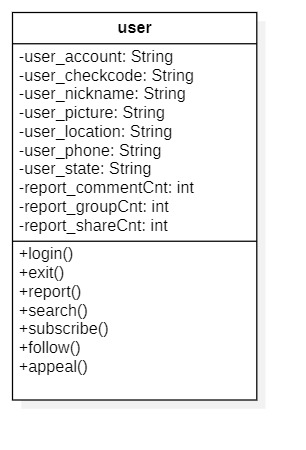 user
-user_account: String
-user_checkcode: String
-user_nickname: String
-user_picture: String
-user_location: String
-user_phone: String
-user_state: String
-report_commentCnt: int
-report_groupCnt: int
-report_shareCnt: int
+login()
+exit()
+report()
+search()
+subscribe()
+follow()
+appeal()